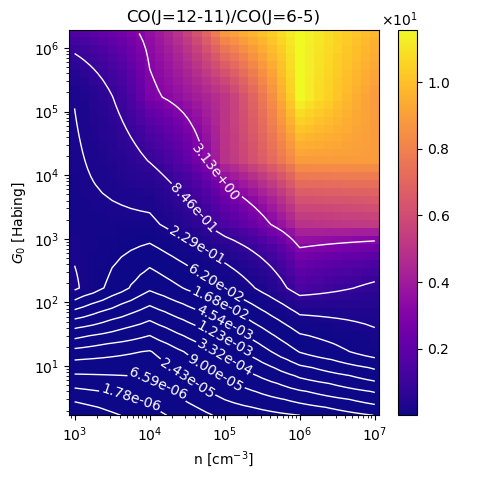 CO(J=12-11)/CO(J=6-5)
×10¹
10⁶
10⁵
10⁴
10³
10²
10¹
G₀ [Habing]
3.13e+00
8.46e-01
2.29e-01
6.20e-02
1.68e-02
4.54e-03
1.23e-03
3.32e-04
9.00e-05
2.43e-05
6.59e-06
1.78e-06
10³
10⁴
10⁵
10⁶
10⁷
n [cm⁻³]
1.0
0.8
0.6
0.4
0.2